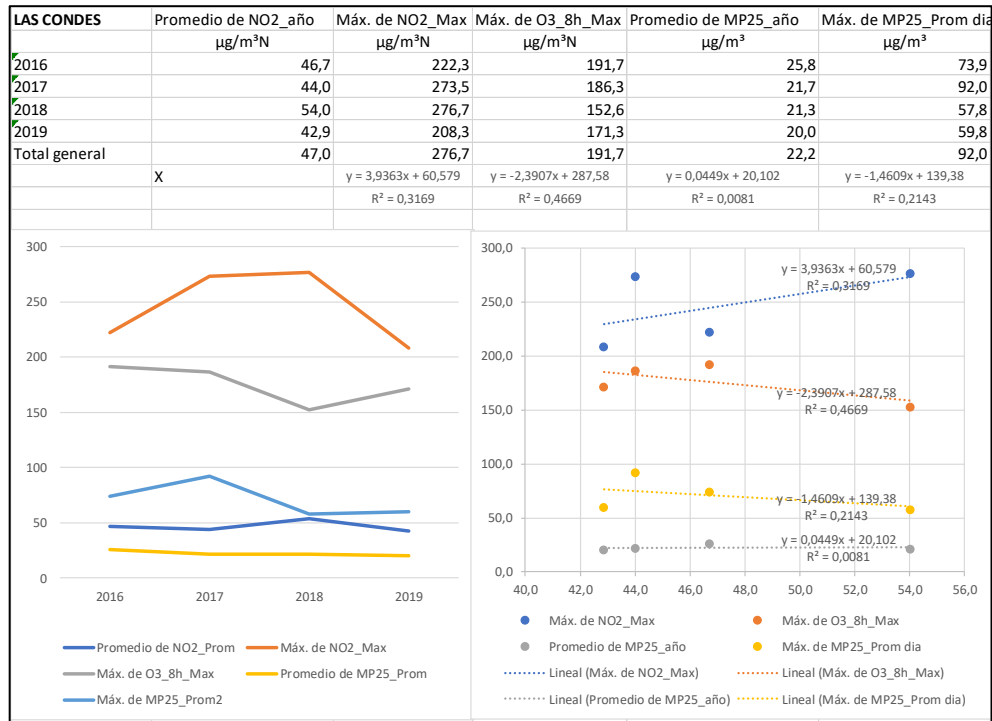 LAS CONDES Promedio de NO2_año Máx. de NO2_Max Máx. de O3_8h_Max Promedio de MP25_año Máx. de MP25_Prom dia
µg/m³N µg/m³N µg/m³N µg/m³ µg/m³
2016 46,7 222,3 191,7 25,8 73,9
2017 44,0 273,5 186,3 21,7 92,0
2018 54,0 276,7 152,6 21,3 57,8
2019 42,9 208,3 171,3 20,0 59,8
Total general 47,0 276,7 191,7 22,2 92,0
X y = 3,9363x + 60,579 y = -2,3907x + 287,58 y = 0,0449x + 20,102 y = -1,4609x + 139,38
R² = 0,3169 R² = 0,4669 R² = 0,0081 R² = 0,2143
300
250
200
150
100
50
0
2016 2017 2018 2019
Promedio de NO2_Prom Máx. de NO2_Max
Máx. de O3_8h_Max Promedio de MP25_Prom
Máx. de MP25_Prom2
300,0
250,0
200,0
150,0
100,0
50,0
0,0
y = 3,9363x + 60,579
R² = 0,3169
y = -2,3907x + 287,58
R² = 0,4669
y = -1,4609x + 139,38
R² = 0,2143
y = 0,0449x + 20,102
R² = 0,0081
40,0 42,0 44,0 46,0 48,0 50,0 52,0 54,0 56,0
Máx. de NO2_Max Máx. de O3_8h_Max
Promedio de MP25_año Máx. de MP25_Prom dia
Lineal (Máx. de NO2_Max) Lineal (Máx. de O3_8h_Max)
Lineal (Promedio de MP25_año) Lineal (Máx. de MP25_Prom dia)